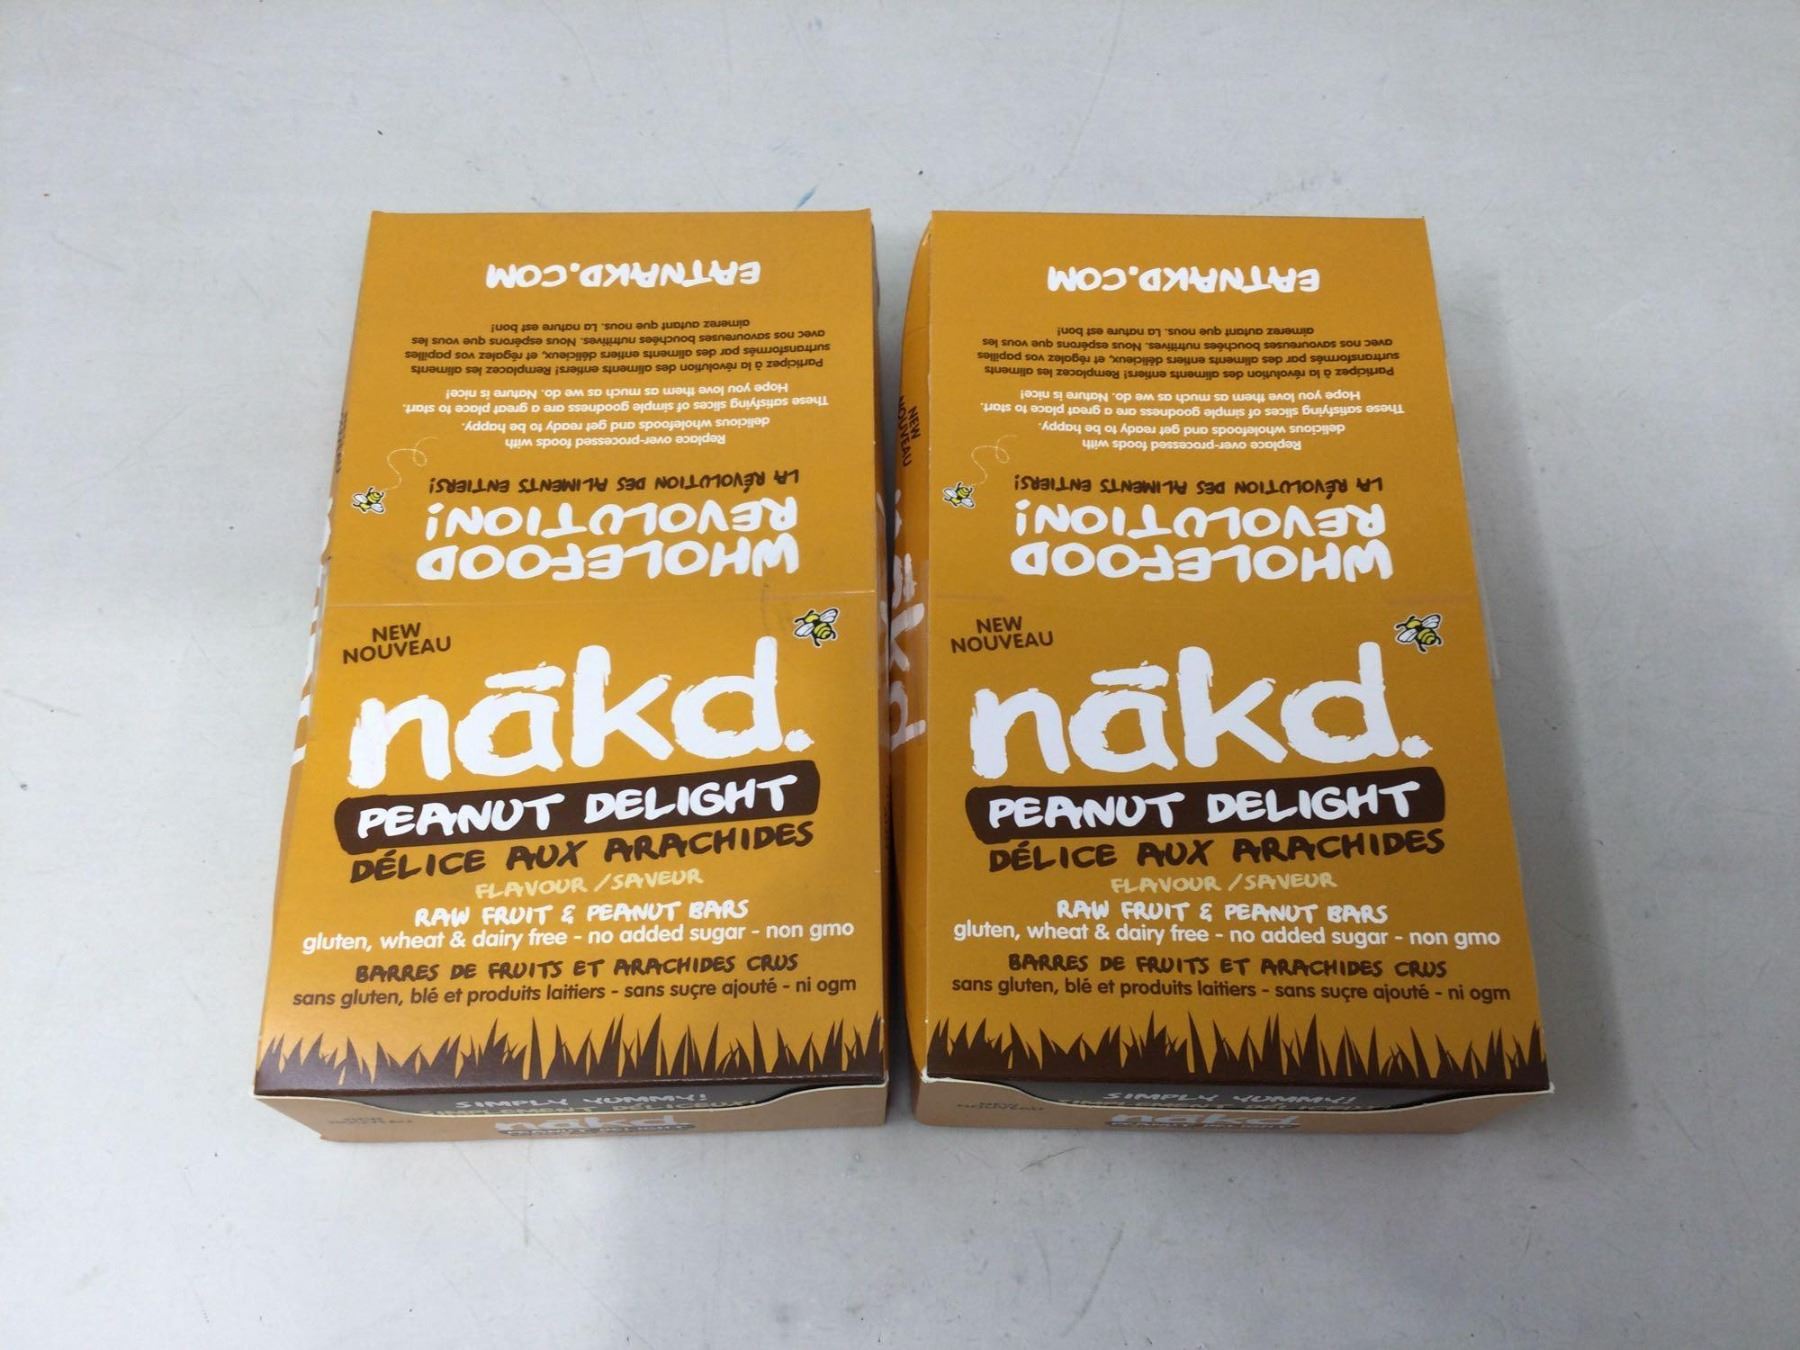 EATNAKD.COM
WHOLEFOOD
REVOLUTION!
LA RÉVOLUTION DES ALIMENTS ENTIERS!
Replace over-processed foods with
delicious wholefoods and get ready to be happy.
These satisfying slices of simple goodness are a great place to start.
Hope you love them as much as we do. Nature is nice!
Participez à la révolution des aliments entiers! Remplacez les aliments
surtransformés par des aliments entiers délicieux, et régalez vos papilles
avec nos savoureuses bouchées nutritives. Nous espérons que vous les
aimerez autant que nous. La nature est bon!
NEW
NOUVEAU
nākd.
PEANUT DELIGHT
DÉLICE AUX ARACHIDES
FLAVOUR / SAVEUR
RAW FRUIT & PEANUT BARS
gluten, wheat & dairy free - no added sugar - non gmo
BARRES DE FRUITS ET ARACHIDES CRUS
sans gluten, blé et produits laitiers - sans suçre ajouté - ni ogm
SIMPLY YUMMY!
SIMPLEMENT DÉLICEUX!
nākd
PEANUT DELIGHT
EATNAKD.COM
WHOLEFOOD
REVOLUTION!
LA RÉVOLUTION DES ALIMENTS ENTIERS!
Replace over-processed foods with
delicious wholefoods and get ready to be happy.
These satisfying slices of simple goodness are a great place to start.
Hope you love them as much as we do. Nature is nice!
Participez à la révolution des aliments entiers! Remplacez les aliments
surtransformés par des aliments entiers délicieux, et régalez vos papilles
avec nos savoureuses bouchées nutritives. Nous espérons que vous les
aimerez autant que nous. La nature est bon!
NEW
NOUVEAU
NEW
NOUVEAU
nākd.
PEANUT DELIGHT
DÉLICE AUX ARACHIDES
FLAVOUR / SAVEUR
RAW FRUIT & PEANUT BARS
gluten, wheat & dairy free - no added sugar - non gmo
BARRES DE FRUITS ET ARACHIDES CRUS
sans gluten, blé et produits laitiers - sans suçre ajouté - ni ogm
SIMPLY YUMMY!
nākd